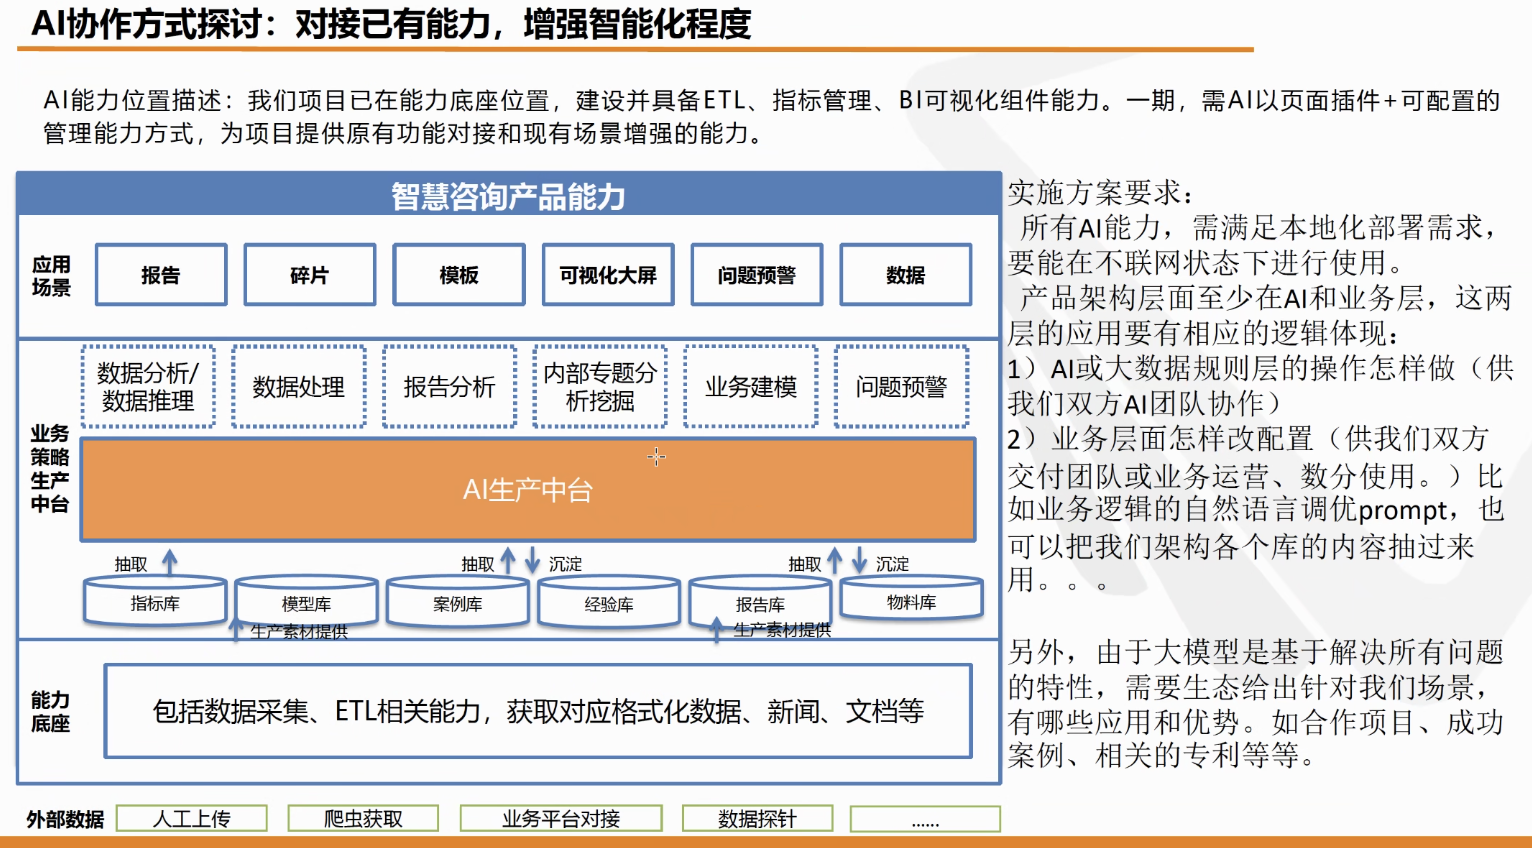 AI协作方式探讨：对接已有能力，增强智能化程度
AI能力位置描述：我们项目已在能力底座位置，建设并具备ETL、指标管理、BI可视化组件能力。一期，需AI以页面插件+可配置的
管理能力方式，为项目提供原有功能对接和现有场景增强的能力。
智慧咨询产品能力
应用
场景
报告
碎片
模板
可视化大屏
问题预警
数据
业务
策略
生产
中台
数据分析/
数据推理
数据处理
报告分析
内部专题分
析挖掘
业务建模
问题预警
AI生产中台
抽取
抽取
沉淀
抽取
沉淀
指标库
模型库
案例库
经验库
报告库
物料库
生产素材提供
生产素材提供
能力
底座
包括数据采集、ETL相关能力，获取对应格式化数据、新闻、文档等
外部数据
人工上传
爬虫获取
业务平台对接
数据探针
......
实施方案要求：
所有AI能力，需满足本地化部署需求，
要能在不联网状态下进行使用。
产品架构层面至少在AI和业务层，这两
层的应用要有相应的逻辑体现：
1）AI或大数据规则层的操作怎样做（供
我们双方AI团队协作）
2）业务层面怎样改配置（供我们双方
交付团队或业务运营、数分使用。）比
如业务逻辑的自然语言调优prompt，也
可以把我们架构各个库的内容抽过来
用。。。
另外，由于大模型是基于解决所有问题
的特性，需要生态给出针对我们场景，
有哪些应用和优势。如合作项目、成功
案例、相关的专利等等。